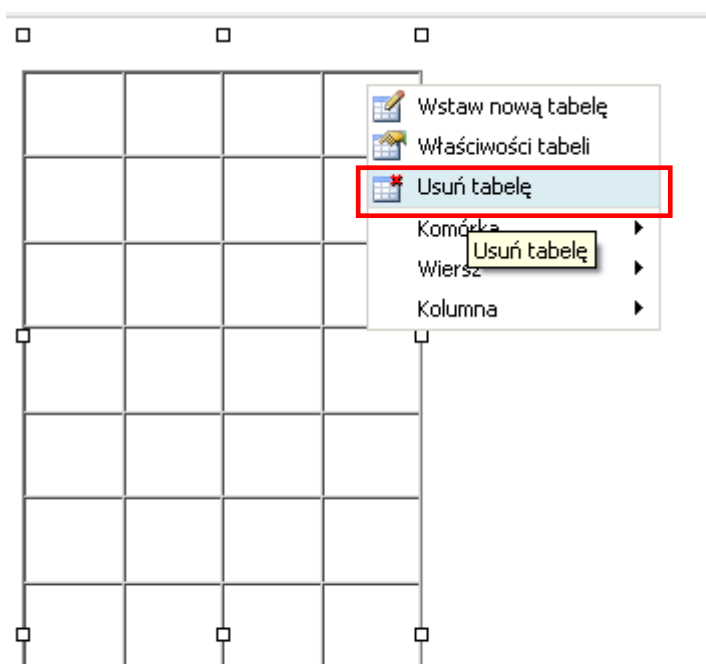 Wstaw nową tabelę
Właściwości tabeli
Usuń tabelę
Komórka
Usuń tabelę
Wiersz
Kolumna